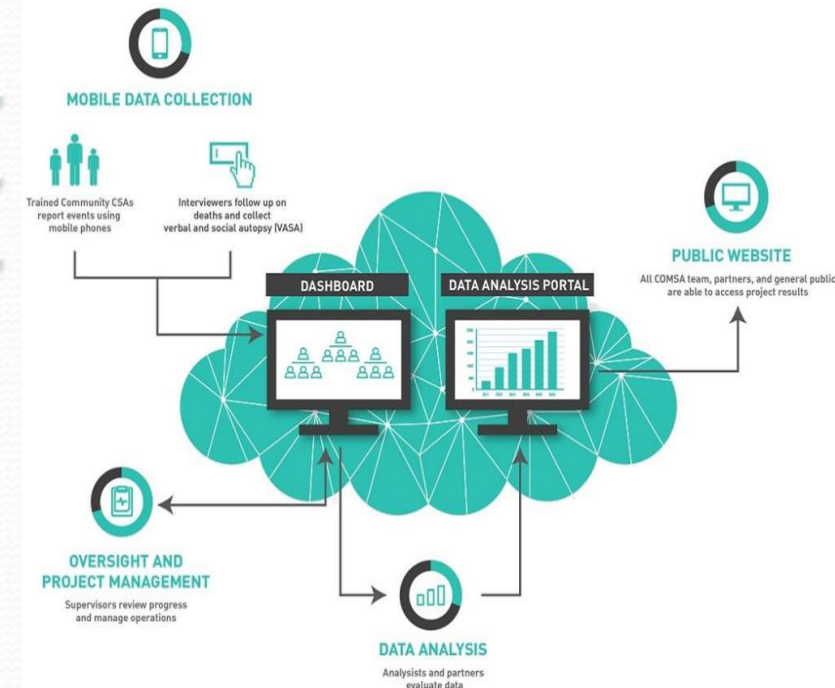 MOBILE DATA COLLECTION
Trained Community CSAs
report events using
mobile phones
Interviewers follow up on
deaths and collect
verbal and social autopsy (VASA)
DASHBOARD
DATA ANALYSIS PORTAL
PUBLIC WEBSITE
All COMSA team, partners, and general public
are able to access project results
OVERSIGHT AND
PROJECT MANAGEMENT
Supervisors review progress
and manage operations
DATA ANALYSIS
Analysts and partners
evaluate data